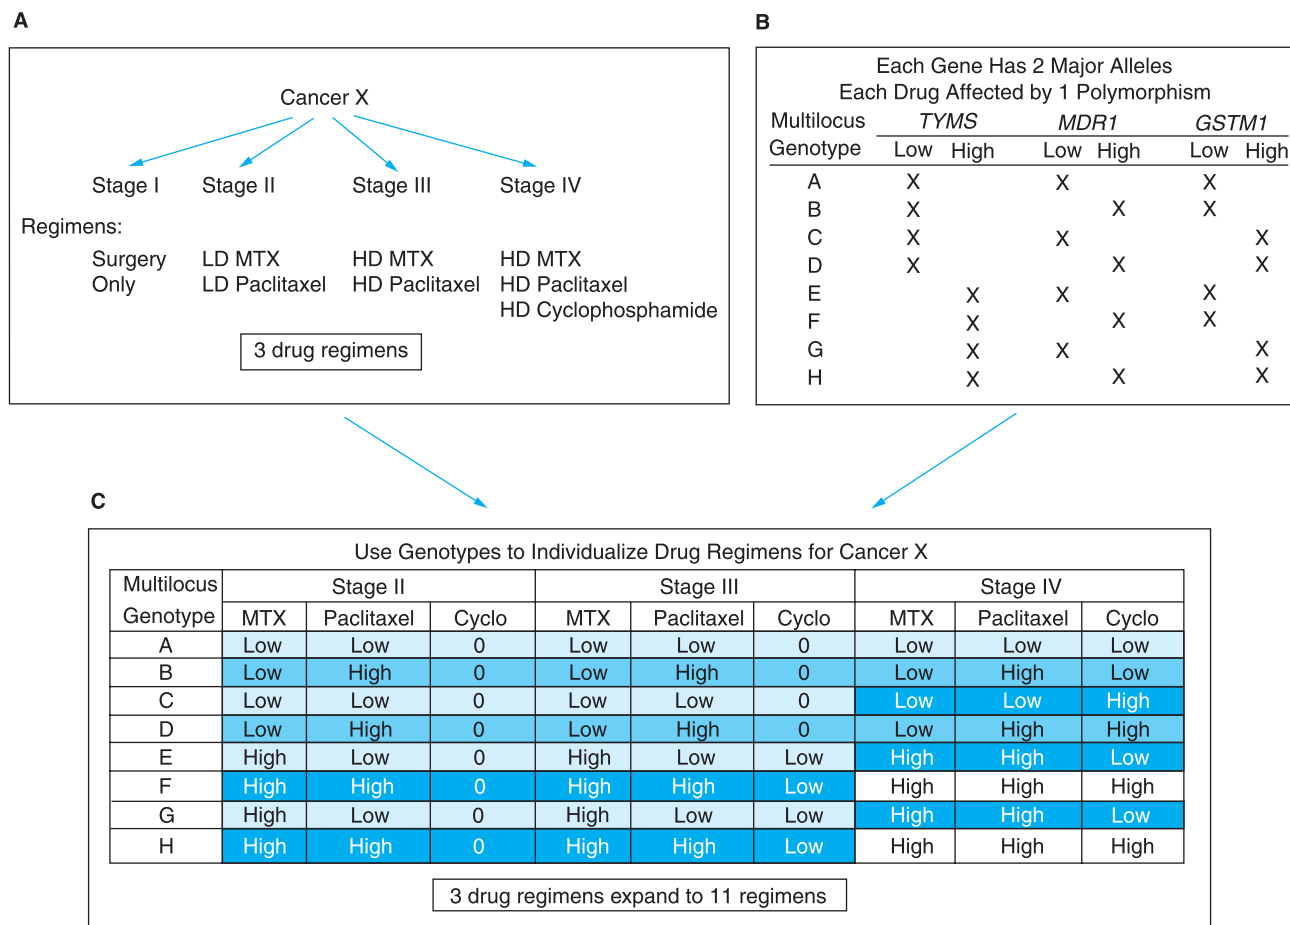 A
Cancer X
Stage I Stage II Stage III Stage IV
Regimens:
Surgery LD MTX HD MTX HD MTX
Only LD Paclitaxel HD Paclitaxel HD Paclitaxel
HD Cyclophosphamide
3 drug regimens
B
Each Gene Has 2 Major Alleles
Each Drug Affected by 1 Polymorphism
Multilocus TYMS MDR1 GSTM1
Genotype Low High Low High Low High
A X X X
B X X X
C X X X
D X X X
E X X X
F X X X
G X X X
H X X X
C
Use Genotypes to Individualize Drug Regimens for Cancer X
Multilocus Stage II Stage III Stage IV
Genotype MTX Paclitaxel Cyclo MTX Paclitaxel Cyclo MTX Paclitaxel Cyclo
A Low Low 0 Low Low 0 Low Low Low
B Low High 0 Low High 0 Low High Low
C Low Low 0 Low Low 0 Low Low High
D Low High 0 Low High 0 Low High High
E High Low 0 High Low Low High High Low
F High High 0 High High Low High High High
G High Low 0 High Low Low High High Low
H High High 0 High High Low High High High
3 drug regimens expand to 11 regimens